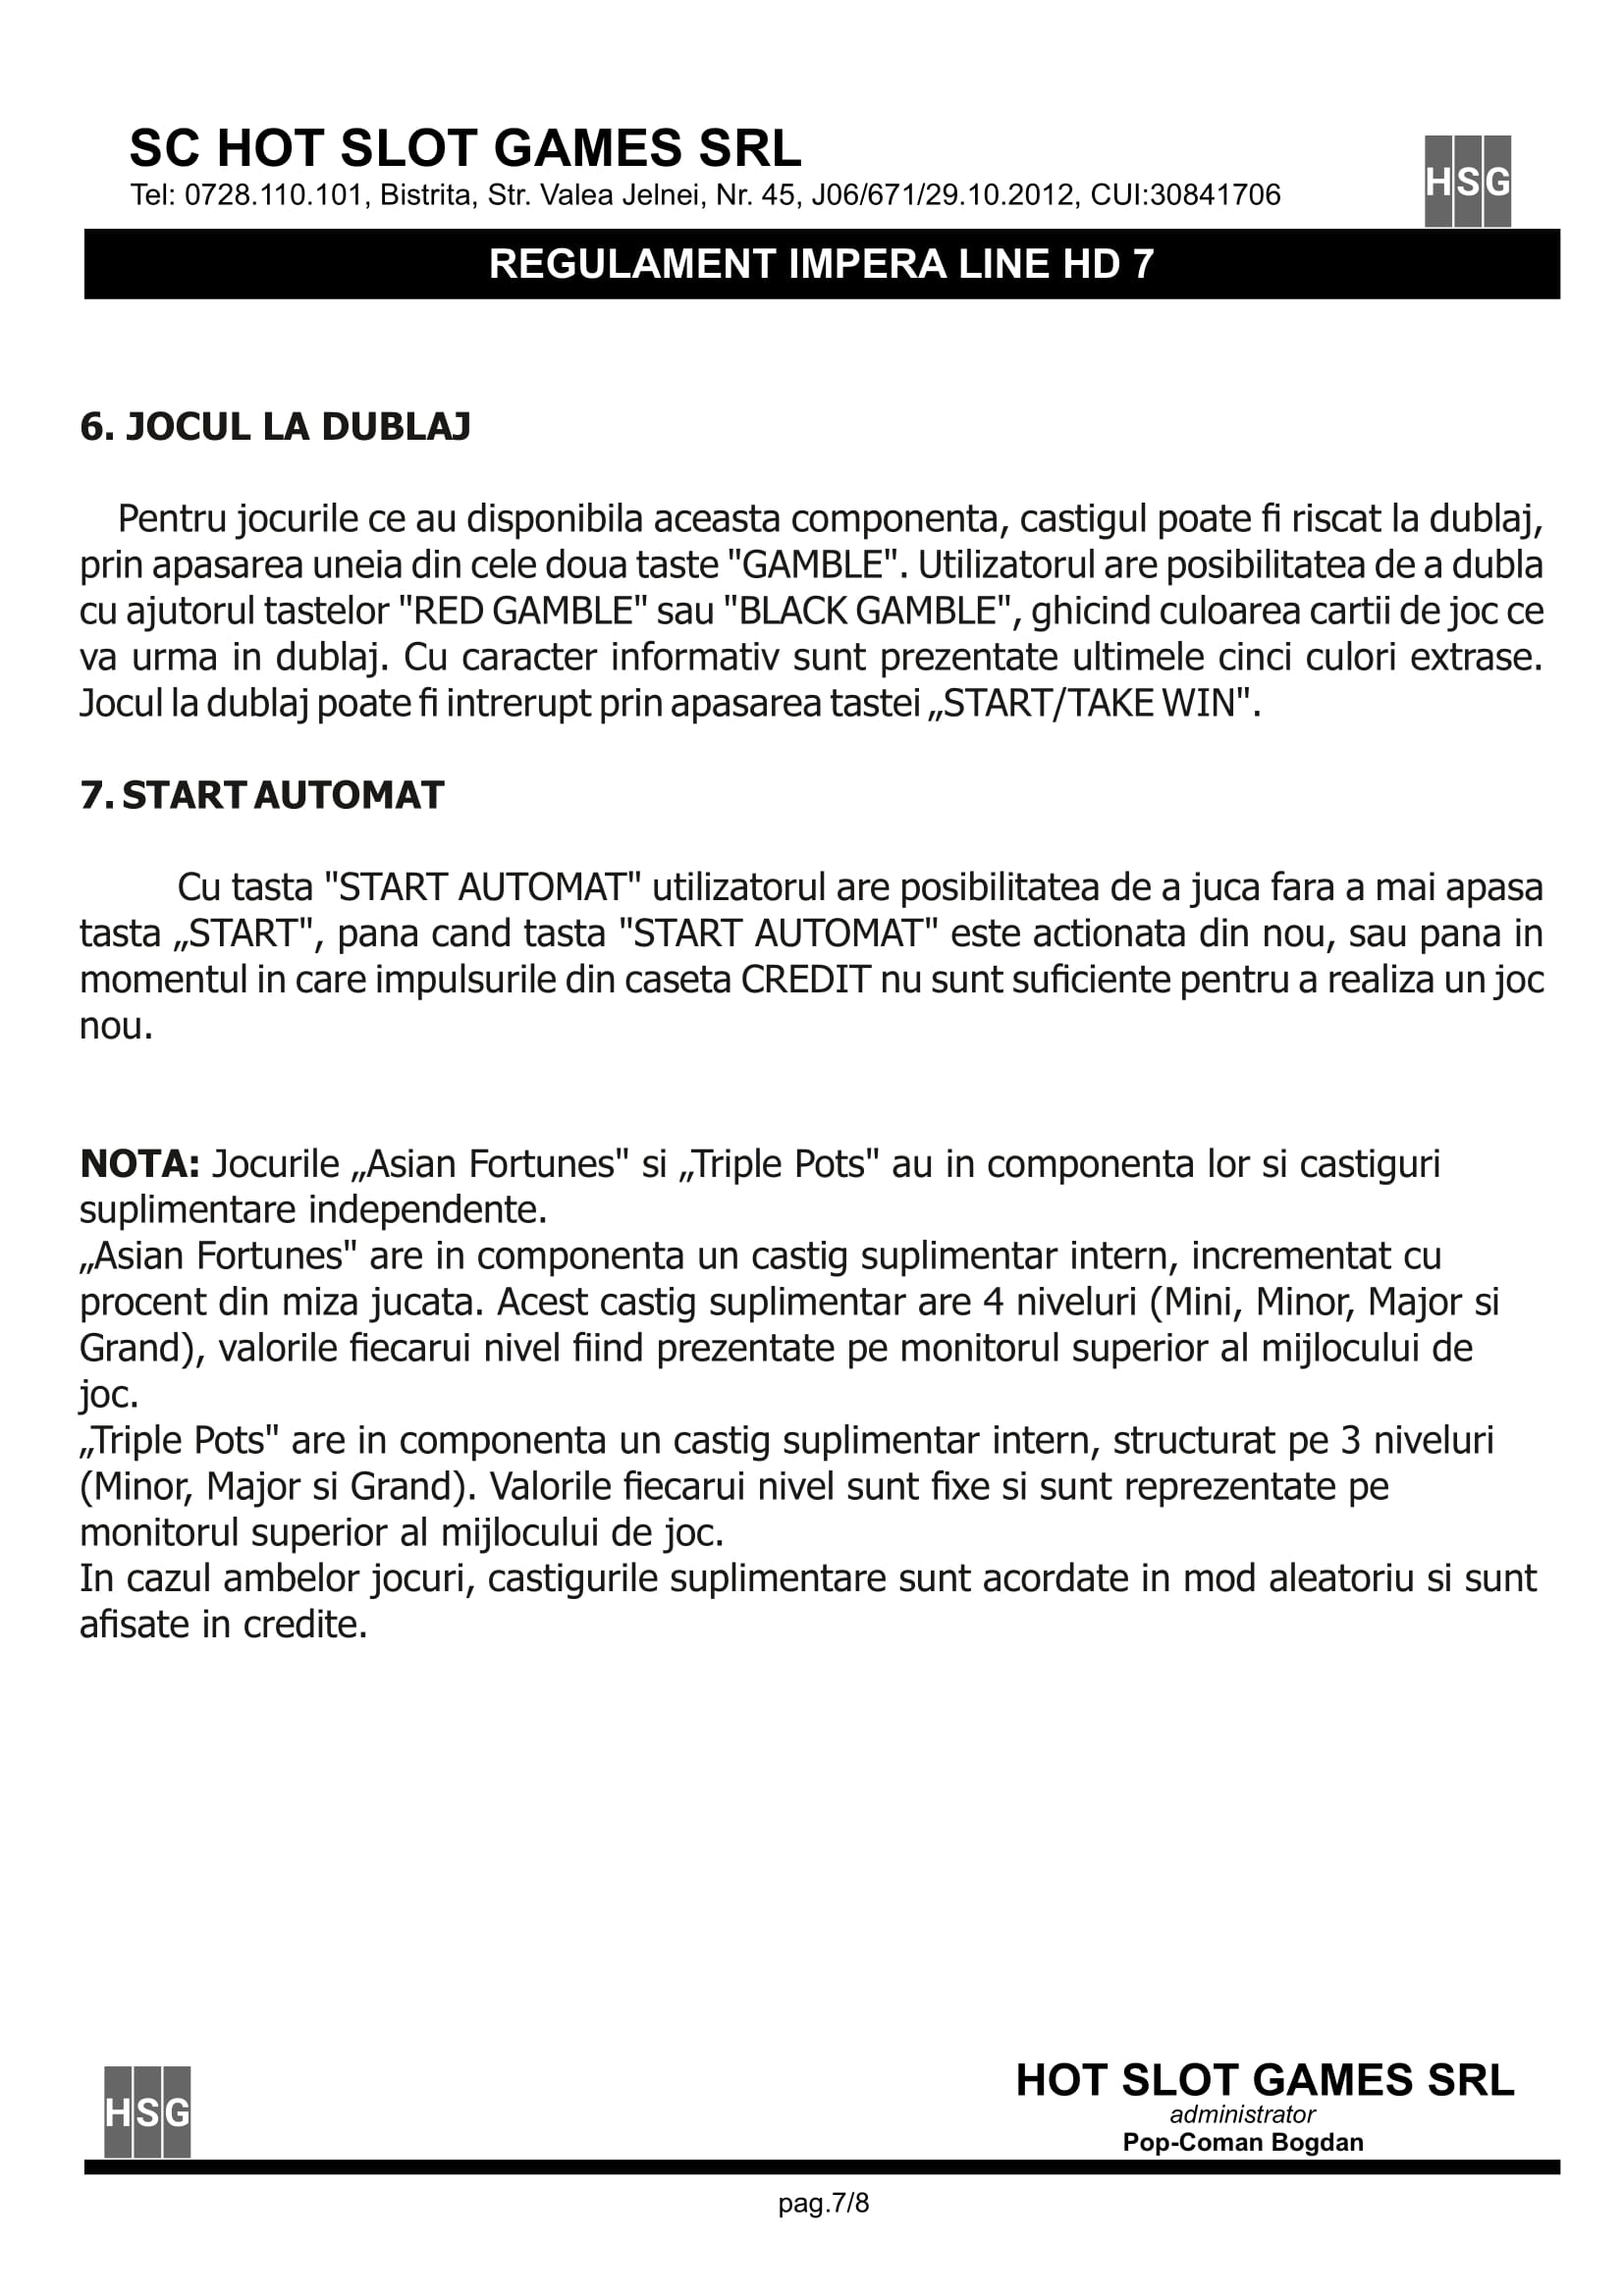 SC HOT SLOT GAMES SRL
Tel: 0728.110.101, Bistrita, Str. Valea Jelnei, Nr. 45, J06/671/29.10.2012, CUI:30841706
HSG
REGULAMENT IMPERA LINE HD 7
6. JOCUL LA DUBLAJ
Pentru jocurile ce au disponibila aceasta componenta, castigul poate fi riscat la dublaj,
prin apasarea uneia din cele doua taste "GAMBLE". Utilizatorul are posibilitatea de a dubla
cu ajutorul tastelor "RED GAMBLE" sau "BLACK GAMBLE", ghicind culoarea cartii de joc ce
va urma in dublaj. Cu caracter informativ sunt prezentate ultimele cinci culori extrase.
Jocul la dublaj poate fi intrerupt prin apasarea tastei „START/TAKE WIN".
7. START AUTOMAT
Cu tasta "START AUTOMAT" utilizatorul are posibilitatea de a juca fara a mai apasa
tasta „START", pana cand tasta "START AUTOMAT" este actionata din nou, sau pana in
momentul in care impulsurile din caseta CREDIT nu sunt suficiente pentru a realiza un joc
nou.
NOTA: Jocurile „Asian Fortunes" si „Triple Pots" au in componenta lor si castiguri
suplimentare independente.
„Asian Fortunes" are in componenta un castig suplimentar intern, incrementat cu
procent din miza jucata. Acest castig suplimentar are 4 niveluri (Mini, Minor, Major si
Grand), valorile fiecarui nivel fiind prezentate pe monitorul superior al mijlocului de
joc.
„Triple Pots" are in componenta un castig suplimentar intern, structurat pe 3 niveluri
(Minor, Major si Grand). Valorile fiecarui nivel sunt fixe si sunt reprezentate pe
monitorul superior al mijlocului de joc.
In cazul ambelor jocuri, castigurile suplimentare sunt acordate in mod aleatoriu si sunt
afisate in credite.
HSG
HOT SLOT GAMES SRL
administrator
Pop-Coman Bogdan
pag.7/8